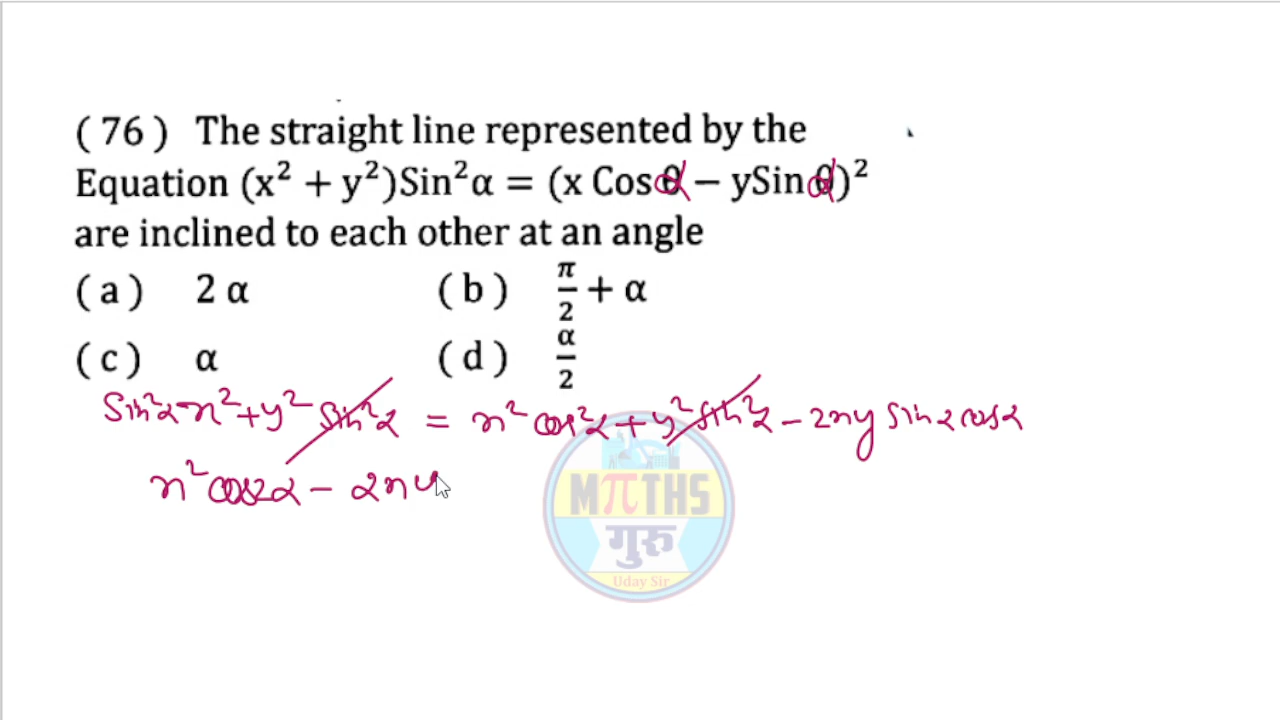 ( 76 ) The straight line represented by the
Equation (x² + y²)Sin²α = (x Cosα – ySinα)²
are inclined to each other at an angle
( a ) 2 α ( b ) π/2 + α
( c ) α ( d ) α/2
Sin²α x² + y² Sin²α = x² cos²α + y² Sin²α – 2xy Sinα cosα
x² cos2α – 2xy
MπTHS
गुरु
Uday Sir